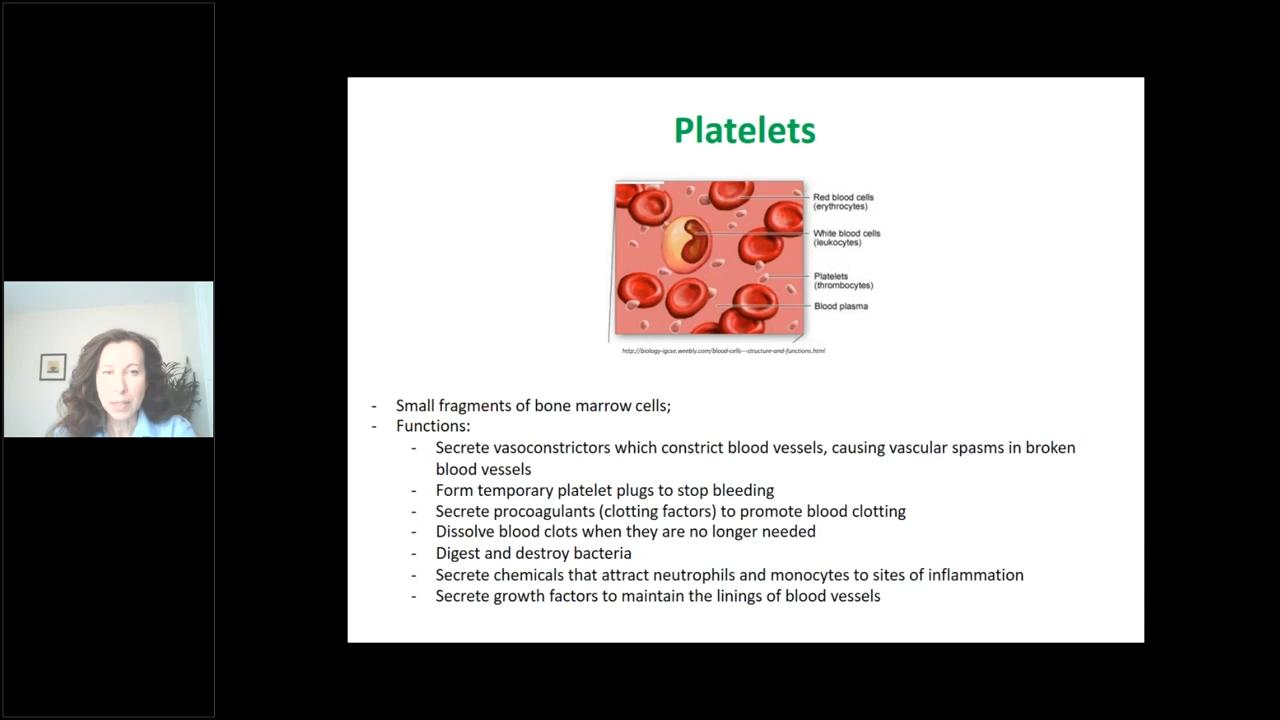 Platelets
Red blood cells
(erythrocytes)
White blood cells
(leukocytes)
Platelets
(thrombocytes)
Blood plasma
http://biology-igcse.weebly.com/blood-cells---structure-and-functions.html
- Small fragments of bone marrow cells;
- Functions:
- Secrete vasoconstrictors which constrict blood vessels, causing vascular spasms in broken
blood vessels
- Form temporary platelet plugs to stop bleeding
- Secrete procoagulants (clotting factors) to promote blood clotting
- Dissolve blood clots when they are no longer needed
- Digest and destroy bacteria
- Secrete chemicals that attract neutrophils and monocytes to sites of inflammation
- Secrete growth factors to maintain the linings of blood vessels